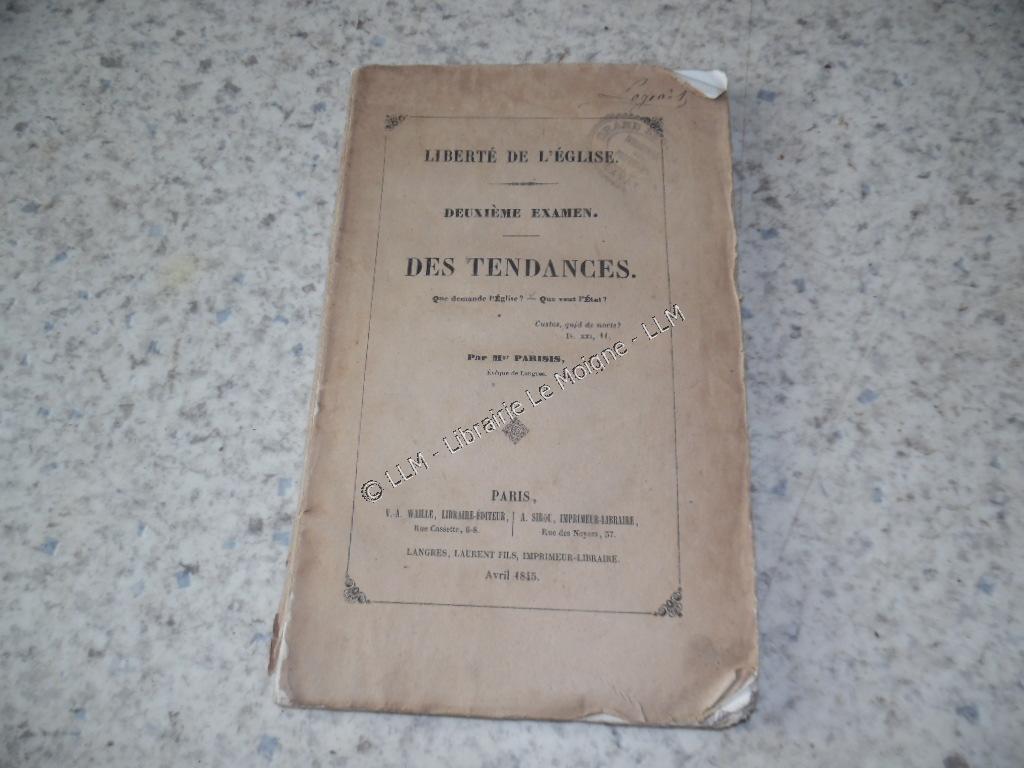 LIBERTÉ DE L'ÉGLISE.
DEUXIÈME EXAMEN.
DES TENDANCES.
Que demande l'Église? — Que veut l'État?
Custos, quid de nocte?
Is. XXI, 11.
Par Mgr PARISIS,
Évêque de Langres.
© LLM - Librairie Le Moigne - LLM
PARIS,
V.-A. WAILLE, LIBRAIRE-ÉDITEUR,
Rue Cassette, 6-8.
A. SIROU, IMPRIMEUR-LIBRAIRE,
Rue des Noyers, 37.
LANGRES, LAURENT FILS, IMPRIMEUR-LIBRAIRE.
Avril 1845.